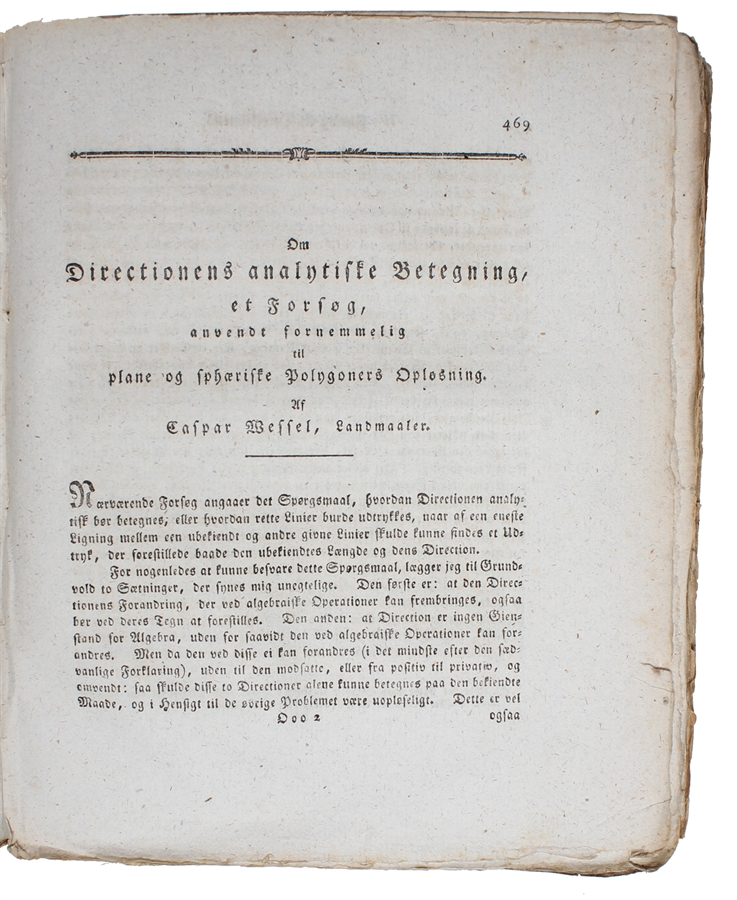 469
Om
Directionens analytiske Betegning,
et Forsøg,
anvendt fornemmelig
til
plane og sphæriske Polygoners Opløsning.
Af
Caspar Wessel, Landmaaler.
Nærværende Forsøg angaaer det Spørgsmaal, hvordan Directionen analy-
tisk bør betegnes, eller hvordan rette Linier burde udtrykkes, naar af een eneste
Ligning mellem een ubekiendt og andre givne Linier skulde kunne findes et Ud-
tryk, der forestillede baade den ubekiendtes Længde og dens Direction.
For nogenledes at kunne besvare dette Spørgsmaal, lægger jeg til Grund-
vold to Sætninger, der synes mig unegtelige. Den første er: at den Direc-
tionens Forandring, der ved algebraiske Operationer kan frembringes, ogsaa
bør ved deres Tegn at forestilles. Den anden: at Direction er ingen Gien-
stand for Algebra, uden for saavidt den ved algebraiske Operationer kan for-
andres. Men da den ved disse ei kan forandres (i det mindste efter den sæd-
vanlige Forklaring), uden til den modsatte, eller fra positiv til privativ, og
omvendt: saa skulde disse to Directioner alene kunne betegnes paa den bekiendte
Maade, og i Hensigt til de øvrige Problemet være uopløseligt. Dette er vel
Ooo 2
ogsaa